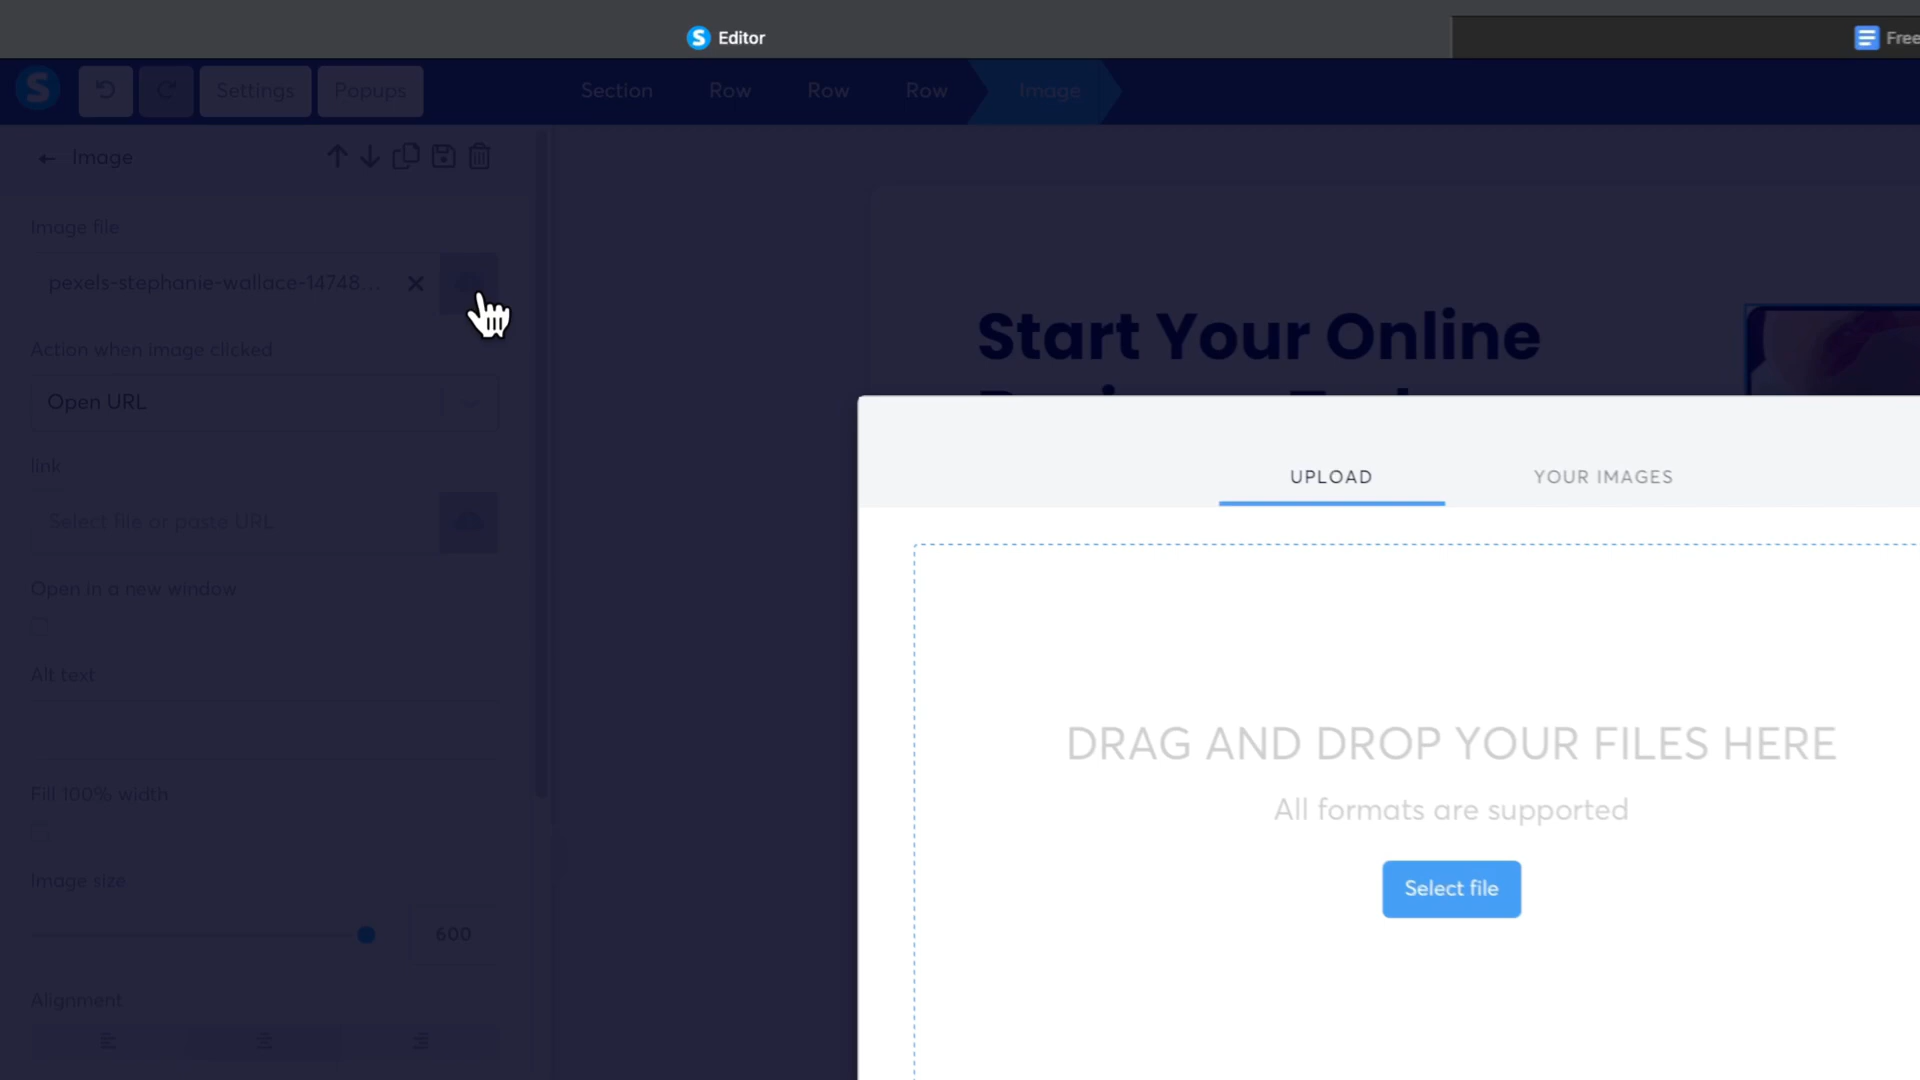 Editor
Free
Settings
Popups
Section
Row
Row
Row
Image
Image
Image file
pexels-stephanie-wallace-14748...
Action when image clicked
Open URL
link
Select file or paste URL
Open in a new window
Alt text
Fill 100% width
Image size
600
Alignment
Start Your Online
UPLOAD
YOUR IMAGES
DRAG AND DROP YOUR FILES HERE
All formats are supported
Select file